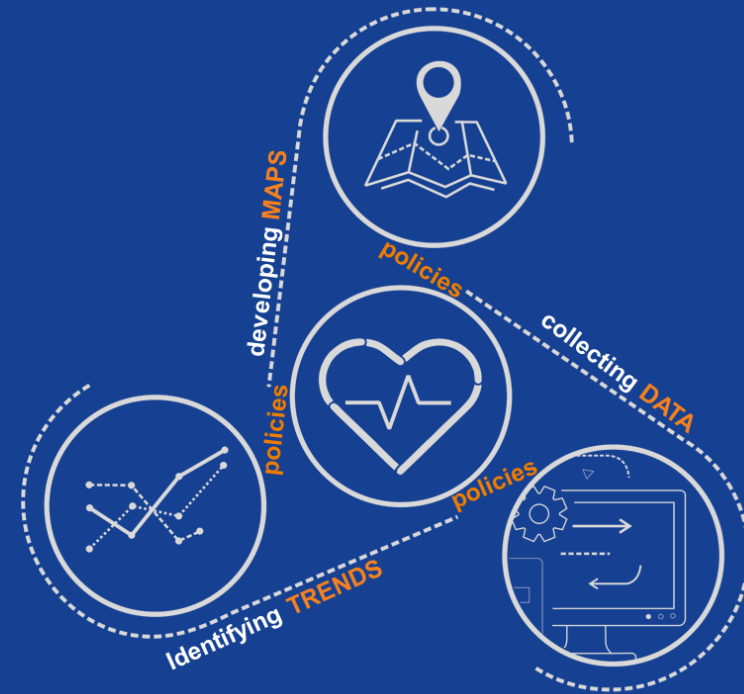 developing MAPS
policies
collecting DATA
policies
policies
Identifying TRENDS